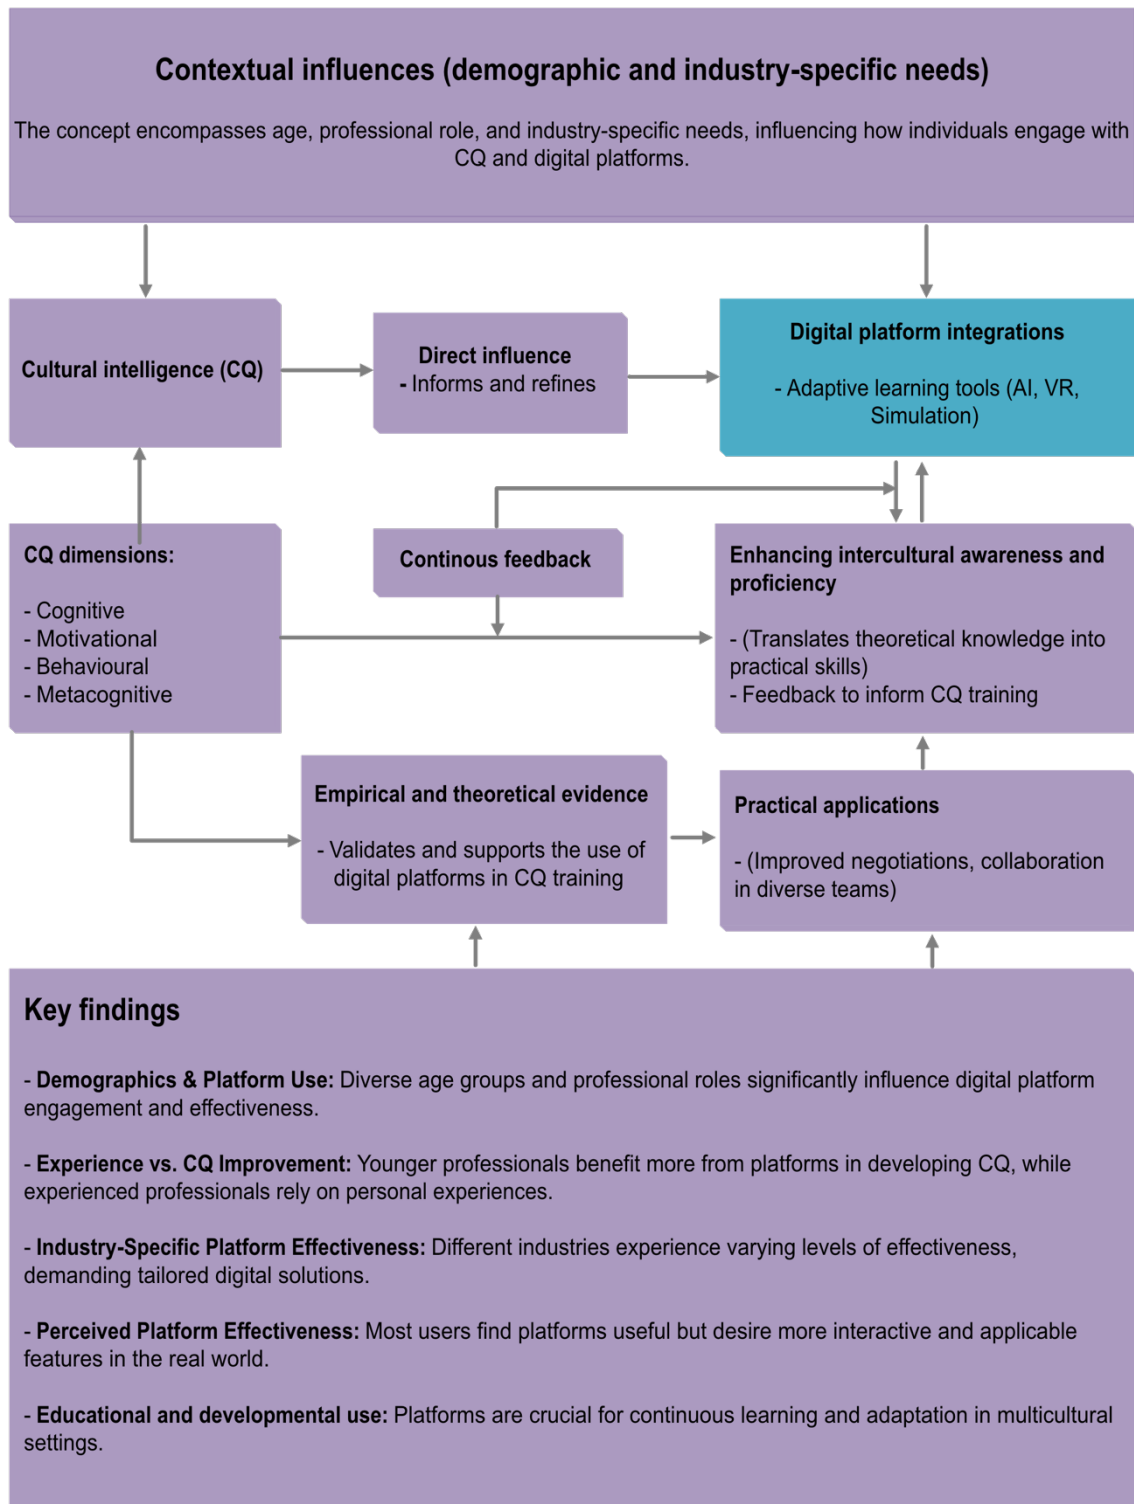 Contextual influences (demographic and industry-specific needs)
The concept encompasses age, professional role, and industry-specific needs, influencing how individuals engage with
CQ and digital platforms.
Cultural intelligence (CQ)
Direct influence
- Informs and refines
Digital platform integrations
- Adaptive learning tools (AI, VR,
Simulation)
CQ dimensions:
- Cognitive
- Motivational
- Behavioural
- Metacognitive
Continous feedback
Enhancing intercultural awareness and
proficiency
- (Translates theoretical knowledge into
practical skills)
- Feedback to inform CQ training
Empirical and theoretical evidence
- Validates and supports the use of
digital platforms in CQ training
Practical applications
- (Improved negotiations, collaboration
in diverse teams)
Key findings
- Demographics & Platform Use: Diverse age groups and professional roles significantly influence digital platform
engagement and effectiveness.
- Experience vs. CQ Improvement: Younger professionals benefit more from platforms in developing CQ, while
experienced professionals rely on personal experiences.
- Industry-Specific Platform Effectiveness: Different industries experience varying levels of effectiveness,
demanding tailored digital solutions.
- Perceived Platform Effectiveness: Most users find platforms useful but desire more interactive and applicable
features in the real world.
- Educational and developmental use: Platforms are crucial for continuous learning and adaptation in multicultural
settings.